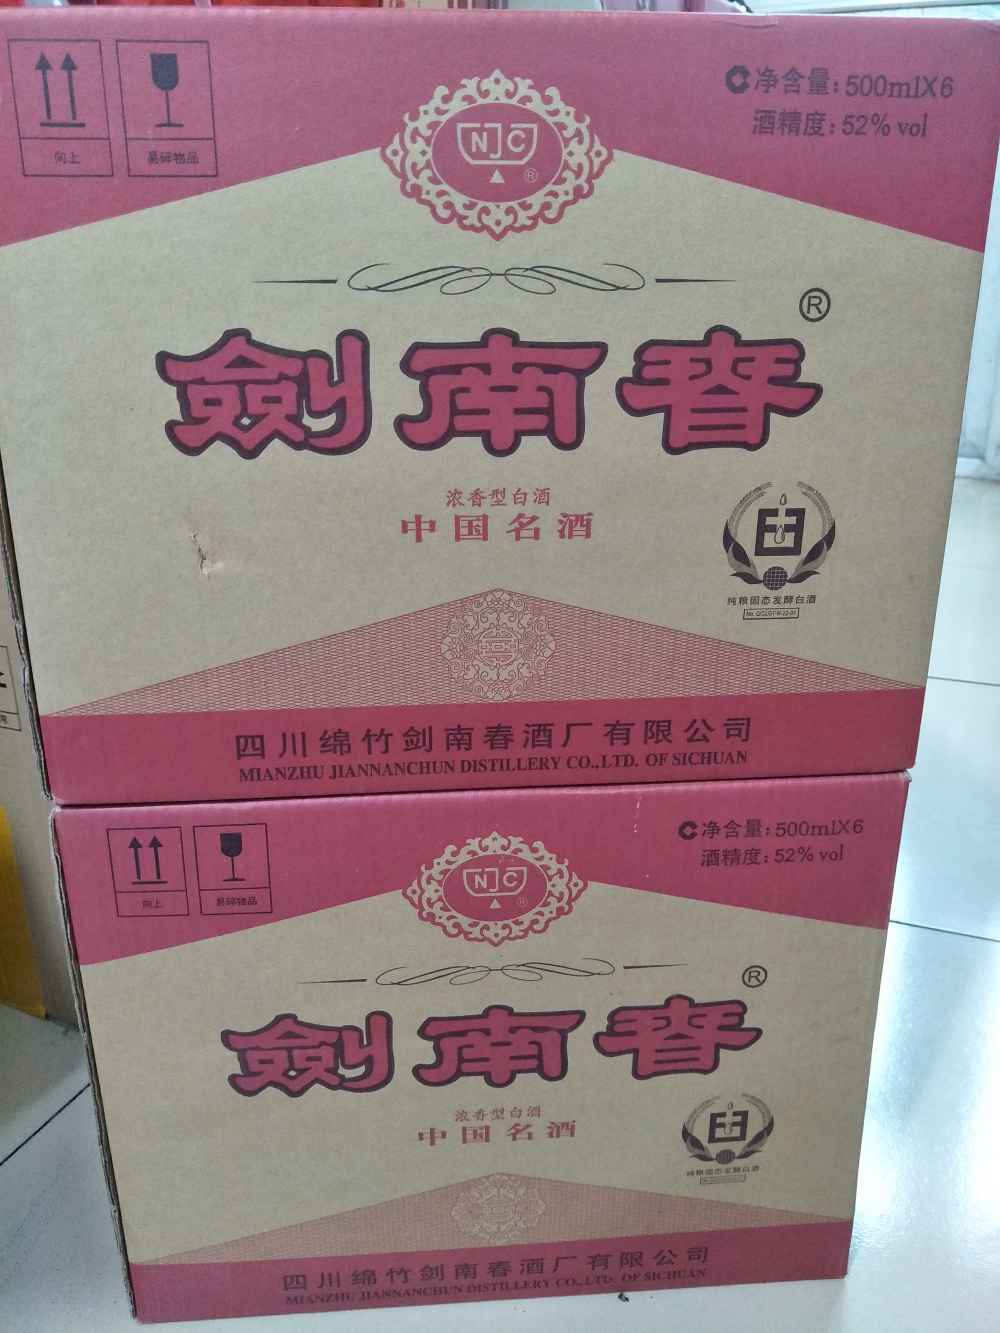 向上
易碎物品
NJC
®
净含量:500mlX6
酒精度:52% vol
®
剑南春
浓香型白酒
中国名酒
纯粮固态发酵白酒
四川绵竹剑南春酒厂有限公司
MIANZHU JIANNANCHUN DISTILLERY CO.,LTD. OF SICHUAN
向上
易碎物品
NJC
®
净含量:500mlX6
酒精度:52% vol
®
剑南春
浓香型白酒
中国名酒
纯粮固态发酵白酒
四川绵竹剑南春酒厂有限公司
MIANZHU JIANNANCHUN DISTILLERY CO., LTD. OF SICHUAN